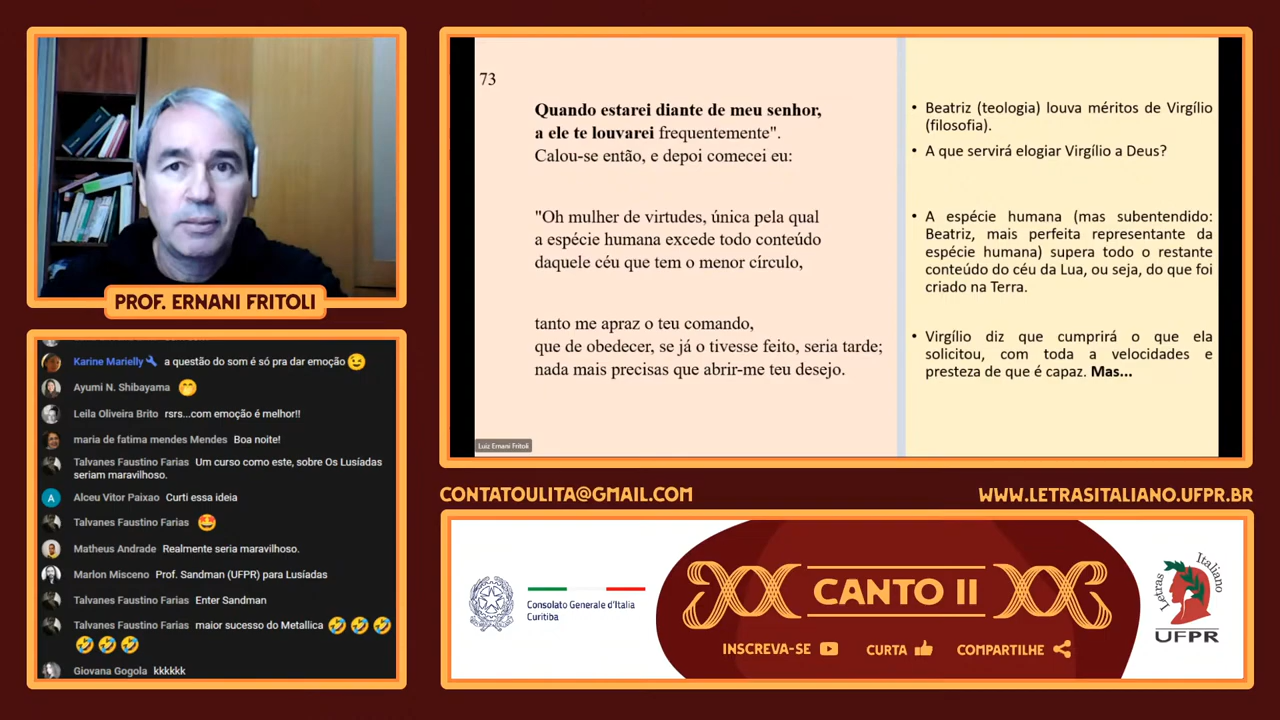 PROF. ERNANI FRITOLI
Karine Marielly a questão do som é só pra dar emoção 😉
Ayumi N. Shibayama 🤭
Leila Oliveira Brito rsrs...com emoção é melhor!!
maria de fatima mendes Mendes Boa noite!
Talvanes Faustino Farias Um curso como este, sobre Os Lusíadas
seriam maravilhoso.
A
Alceu Vitor Paixao Curti essa ideia
Talvanes Faustino Farias 🤩
Matheus Andrade Realmente seria maravilhoso.
Marlon Misceno Prof. Sandman (UFPR) para Lusíadas
Talvanes Faustino Farias Enter Sandman
Talvanes Faustino Farias maior sucesso do Metallica 🤣🤣🤣
🤣🤣🤣
Giovana Gogola kkkkkk
73
Quando estarei diante de meu senhor,
a ele te louvarei frequentemente".
Calou-se então, e depoi comecei eu:
"Oh mulher de virtudes, única pela qual
a espécie humana excede todo conteúdo
daquele céu que tem o menor círculo,
tanto me apraz o teu comando,
que de obedecer, se já o tivesse feito, seria tarde;
nada mais precisas que abrir-me teu desejo.
Luiz Ernani Fritoli
• Beatriz (teologia) louva méritos de Virgílio
(filosofia).
• A que servirá elogiar Virgílio a Deus?
• A espécie humana (mas subentendido:
Beatriz, mais perfeita representante da
espécie humana) supera todo o restante
conteúdo do céu da Lua, ou seja, do que foi
criado na Terra.
• Virgílio diz que cumprirá o que ela
solicitou, com toda a velocidades e
presteza de que é capaz. Mas...
CONTATOULITA@GMAIL.COM
WWW.LETRASITALIANO.UFPR.BR
Consolato Generale d'Italia
Curitiba
CANTO II
INSCREVA-SE
CURTA
COMPARTILHE
Letras Italiano
UFPR